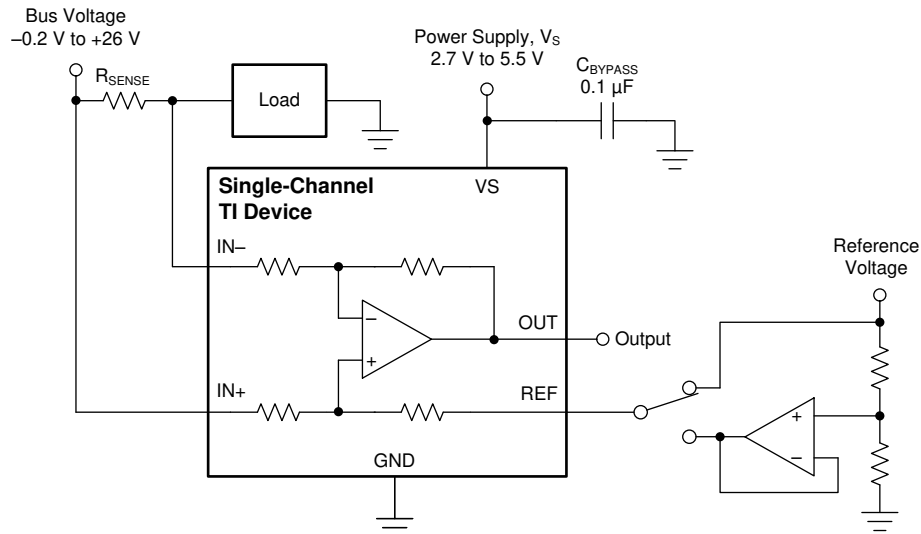 Bus Voltage
–0.2 V to +26 V
RSENSE
Load
Power Supply, VS
2.7 V to 5.5 V
CBYPASS
0.1 µF
Single-Channel
TI Device
VS
IN–
–
+
OUT
Output
IN+
REF
GND
Reference
Voltage
+
–